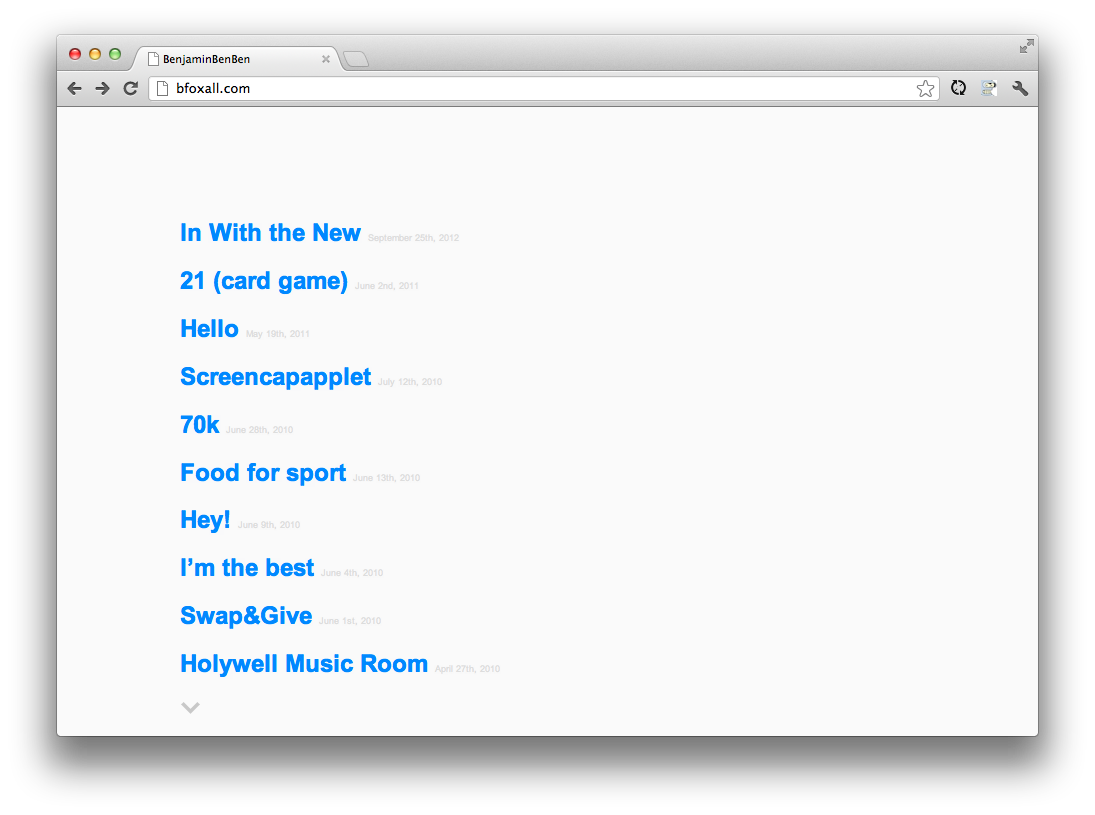 BenjaminBenBen
bfoxall.com
In With the New September 25th, 2012
21 (card game) June 2nd, 2011
Hello May 19th, 2011
Screencapapplet July 12th, 2010
70k June 28th, 2010
Food for sport June 13th, 2010
Hey! June 9th, 2010
I’m the best June 4th, 2010
Swap&Give June 1st, 2010
Holywell Music Room April 27th, 2010